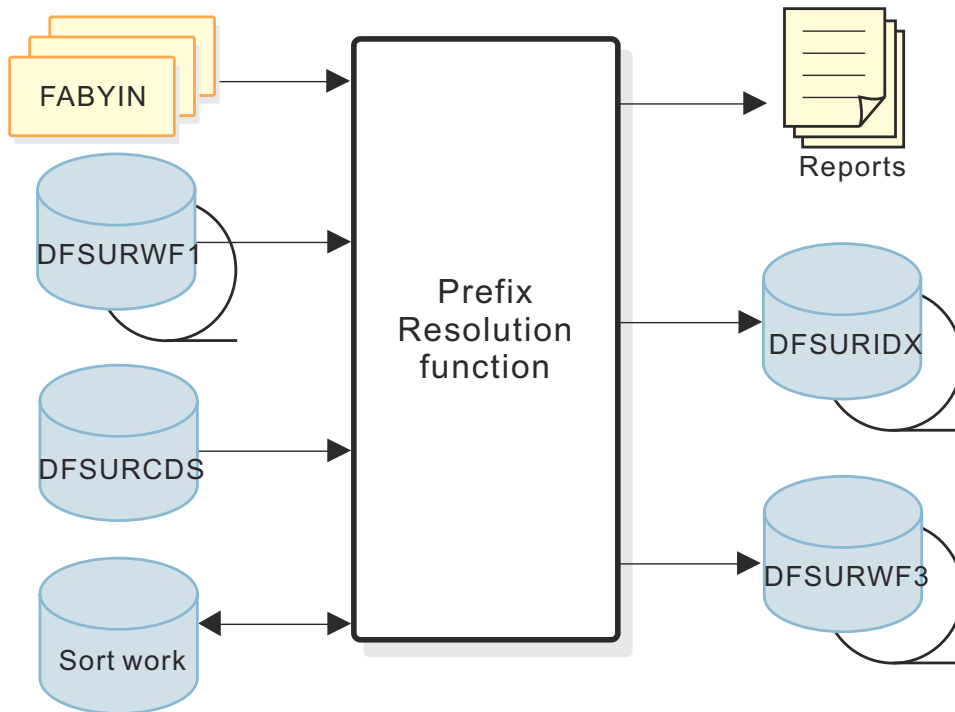 FABYIN
DFSURWF1
DFSURCDS
Sort work
Prefix
Resolution
function
Reports
DFSURIDX
DFSURWF3